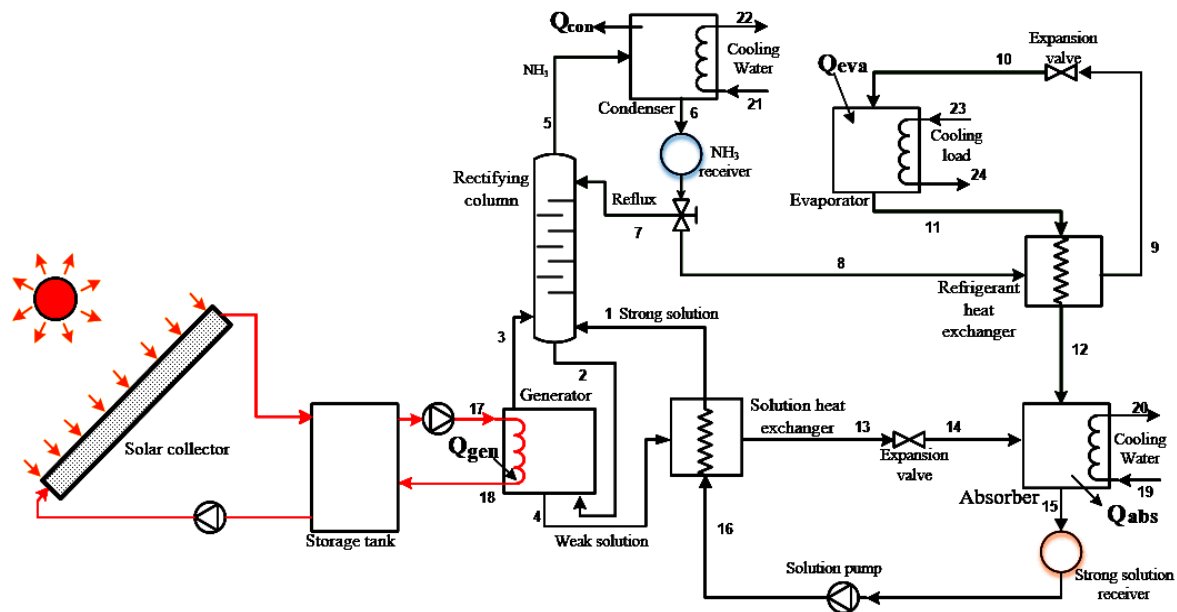 Qcon
22
Cooling
Water
21
Condenser
NH₃
5
6
NH₃
receiver
Rectifying
column
Reflux
7
8
Qeva
10
Expansion
valve
23
Cooling
load
24
Evaporator
11
9
Refrigerant
heat
exchanger
12
1 Strong solution
3
2
Generator
17
Qgen
18
4
Weak solution
Solar collector
Storage tank
Solution heat
exchanger
13
14
Expansion
valve
16
Solution pump
20
Cooling
Water
19
Absorber
15
Qabs
Strong solution
receiver